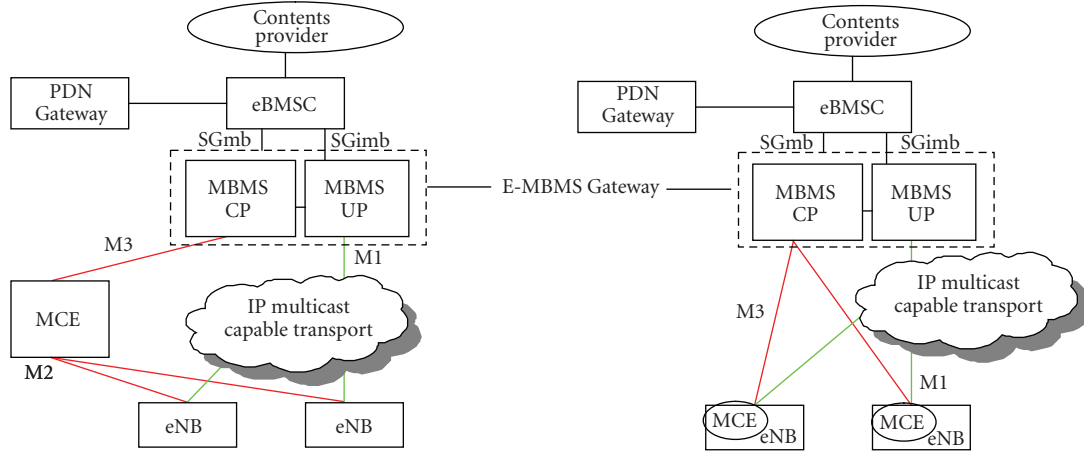 Contents
provider
PDN
Gateway
eBMSC
SGmb
SGimb
MBMS
CP
MBMS
UP
M3
M1
MCE
IP multicast
capable transport
M2
eNB
eNB
E-MBMS Gateway
Contents
provider
PDN
Gateway
eBMSC
SGmb
SGimb
MBMS
CP
MBMS
UP
IP multicast
capable transport
M3
M1
MCE
eNB
MCE
eNB